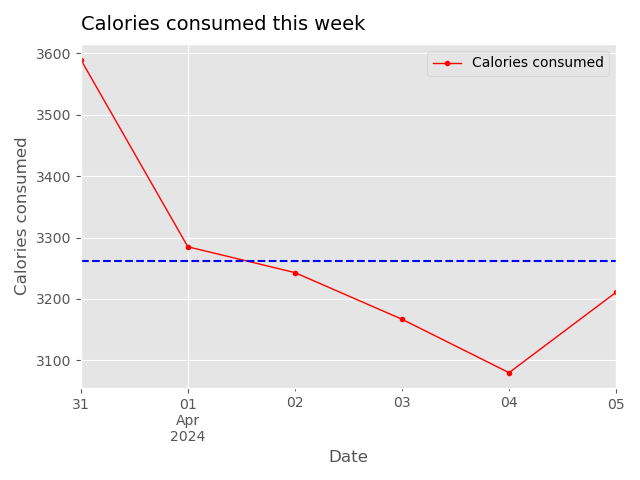 Calories consumed this week
Calories consumed
3600
3500
3400
3300
3200
3100
Calories consumed
31
01
02
03
04
05
Apr
2024
Date